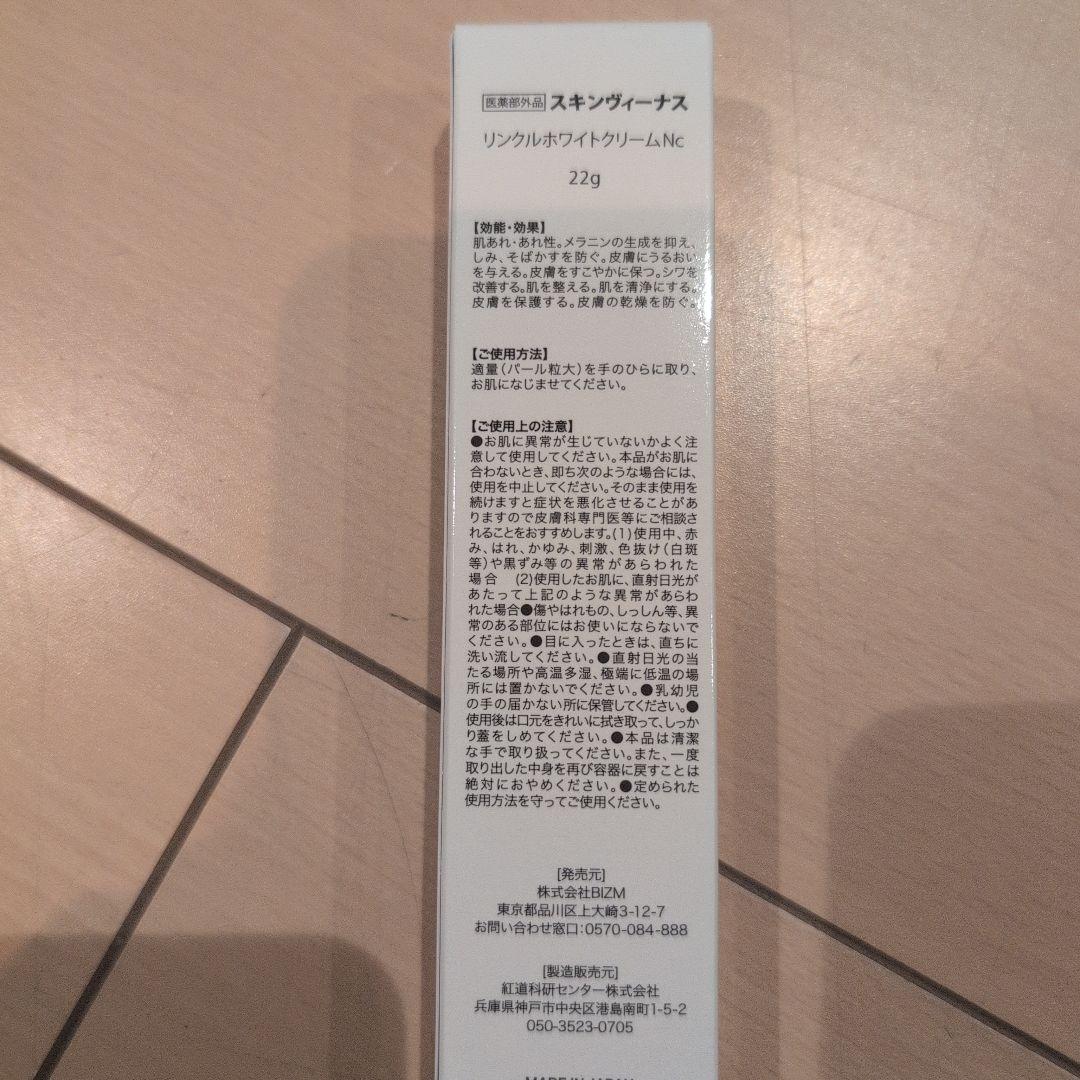 医薬部外品 スキンヴィーナス
リンクルホワイトクリームNc
22g
【効能・効果】
肌あれ・あれ性。メラニンの生成を抑え、
しみ、そばかすを防ぐ。皮膚にうるおい
を与える。皮膚をすこやかに保つ。シワを
改善する。肌を整える。肌を清浄にする。
皮膚を保護する。皮膚の乾燥を防ぐ。
【ご使用方法】
適量（パール粒大）を手のひらに取り、
お肌になじませてください。
【ご使用上の注意】
●お肌に異常が生じていないかよく注
意して使用してください。本品がお肌に
合わないとき、即ち次のような場合には、
使用を中止してください。そのまま使用を
続けますと症状を悪化させることがあ
りますので皮膚科専門医等にご相談さ
れることをおすすめします。(1)使用中、赤
み、はれ、かゆみ、刺激、色抜け（白斑
等）や黒ずみ等の異常があらわれた
場合 (2)使用したお肌に、直射日光が
あたって上記のような異常があらわ
れた場合●傷やはれもの、しっしん等、異
常のある部位にはお使いにならないで
ください。●目に入ったときは、直ちに
洗い流してください。●直射日光の当
たる場所や高温多湿、極端に低温の場
所には置かないでください。●乳幼児
の手の届かない所に保管してください。●
使用後は口元をきれいに拭き取って、しっか
り蓋をしめてください。●本品は清潔
な手で取り扱ってください。また、一度
取り出した中身を再び容器に戻すことは
絶対におやめください。●定められた
使用方法を守ってご使用ください。
[発売元]
株式会社BIZM
東京都品川区上大崎3-12-7
お問い合わせ窓口:0570-084-888
[製造販売元]
紅道科研センター株式会社
兵庫県神戸市中央区港島南町1-5-2
050-3523-0705
MADE IN JAPAN